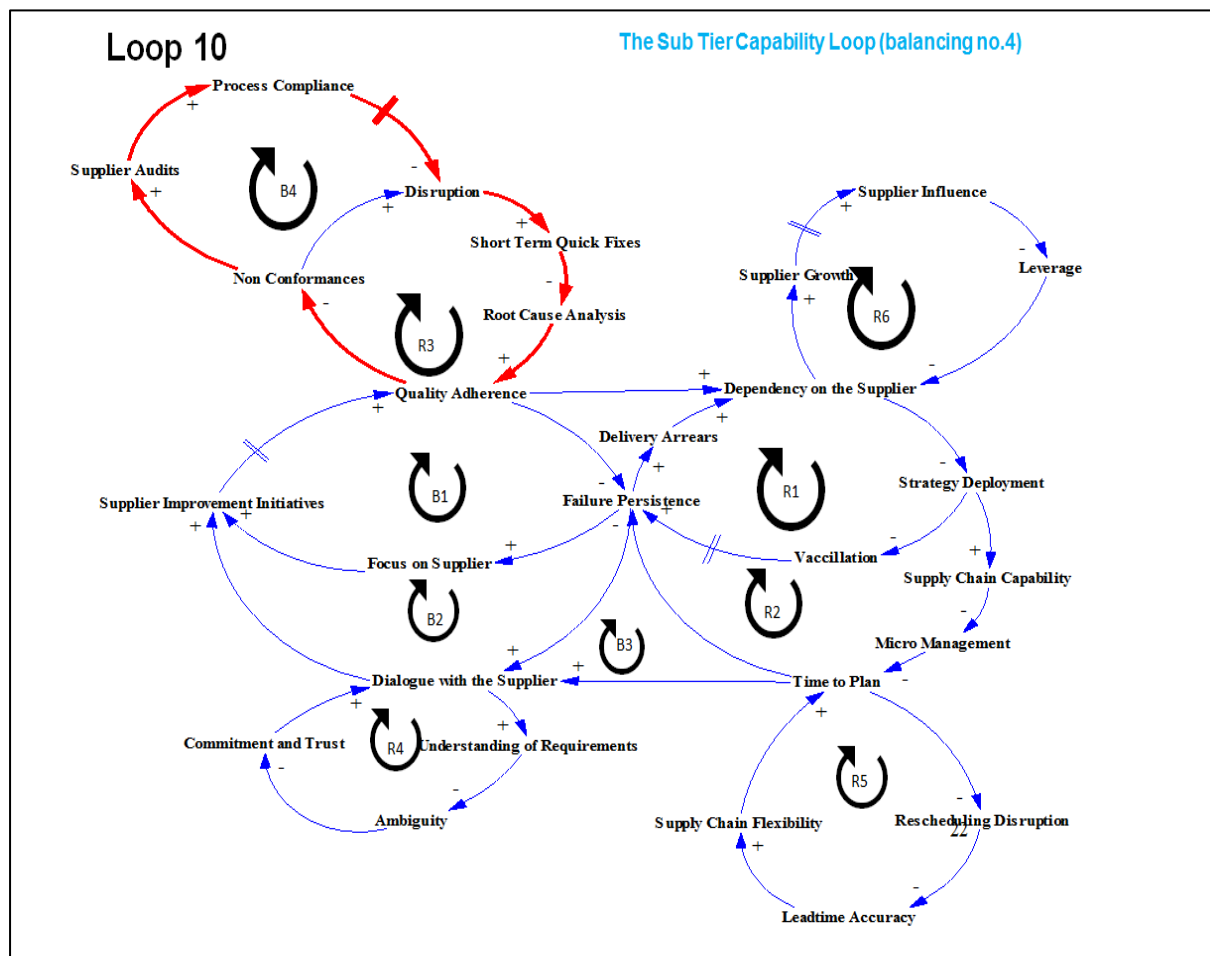 Loop 10
The Sub Tier Capability Loop (balancing no.4)
Process Compliance
+
Supplier Audits
+
-
B4
Disruption
+
+
Short Term Quick Fixes
-
Non Conformances
-
Root Cause Analysis
R3
+
Supplier Influence
+
-
Leverage
Supplier Growth
+
R6
-
Quality Adherence
+
+
Dependency on the Supplier
+
Delivery Arrears
+
-
B1
R1
-
Strategy Deployment
Supplier Improvement Initiatives
+
+
Failure Persistence
+
-
-
Vaccillation
+
Focus on Supplier
+
Supply Chain Capability
B2
R2
-
B3
Micro Management
+
+
Dialogue with the Supplier
Time to Plan
-
+
+
+
Commitment and Trust
R4
Understanding of Requirements
-
-
Ambiguity
R5
-
Supply Chain Flexibility
Rescheduling Disruption
22
+
-
Leadtime Accuracy